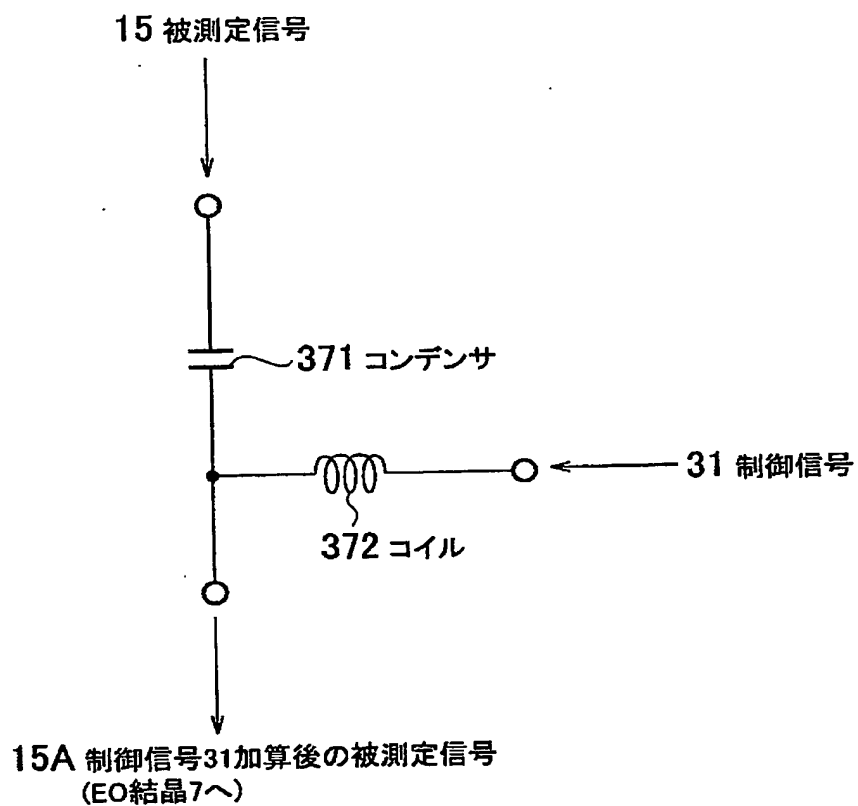 15 被測定信号
371 コンデンサ
31 制御信号
372 コイル
15A 制御信号31加算後の被測定信号
(EO結晶7へ)